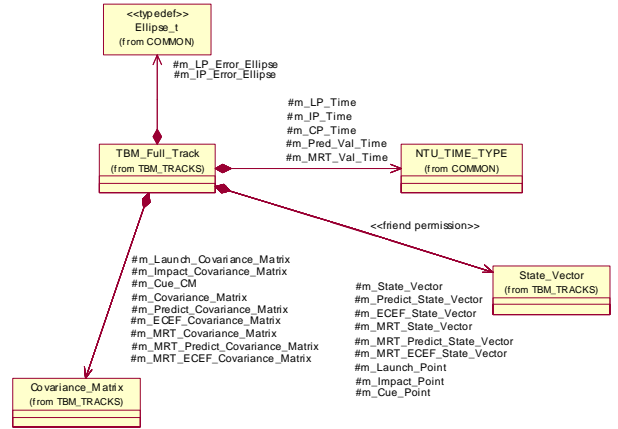 <<typedef>>
Ellipse_t
(from COMMON)
#m_LP_Error_Ellipse
#m_IP_Error_Ellipse
#m_LP_Time
#m_IP_Time
#m_CP_Time
#m_Pred_Val_Time
#m_MRT_Val_Time
TBM_Full_Track
(from TBM_TRACKS)
NTU_TIME_TYPE
(from COMMON)
<<friend permission>>
#m_Launch_Covariance_Matrix
#m_Impact_Covariance_Matrix
#m_Cue_CM
#m_Covariance_Matrix
#m_Predict_Covariance_Matrix
#m_ECEF_Covariance_Matrix
#m_MRT_Covariance_Matrix
#m_MRT_Predict_Covariance_Matrix
#m_MRT_ECEF_Covariance_Matrix
State_Vector
(from TBM_TRACKS)
#m_State_Vector
#m_Predict_State_Vector
#m_ECEF_State_Vector
#m_MRT_State_Vector
#m_MRT_Predict_State_Vector
#m_MRT_ECEF_State_Vector
#m_Launch_Point
#m_Impact_Point
#m_Cue_Point
Covariance_Matrix
(from TBM_TRACKS)